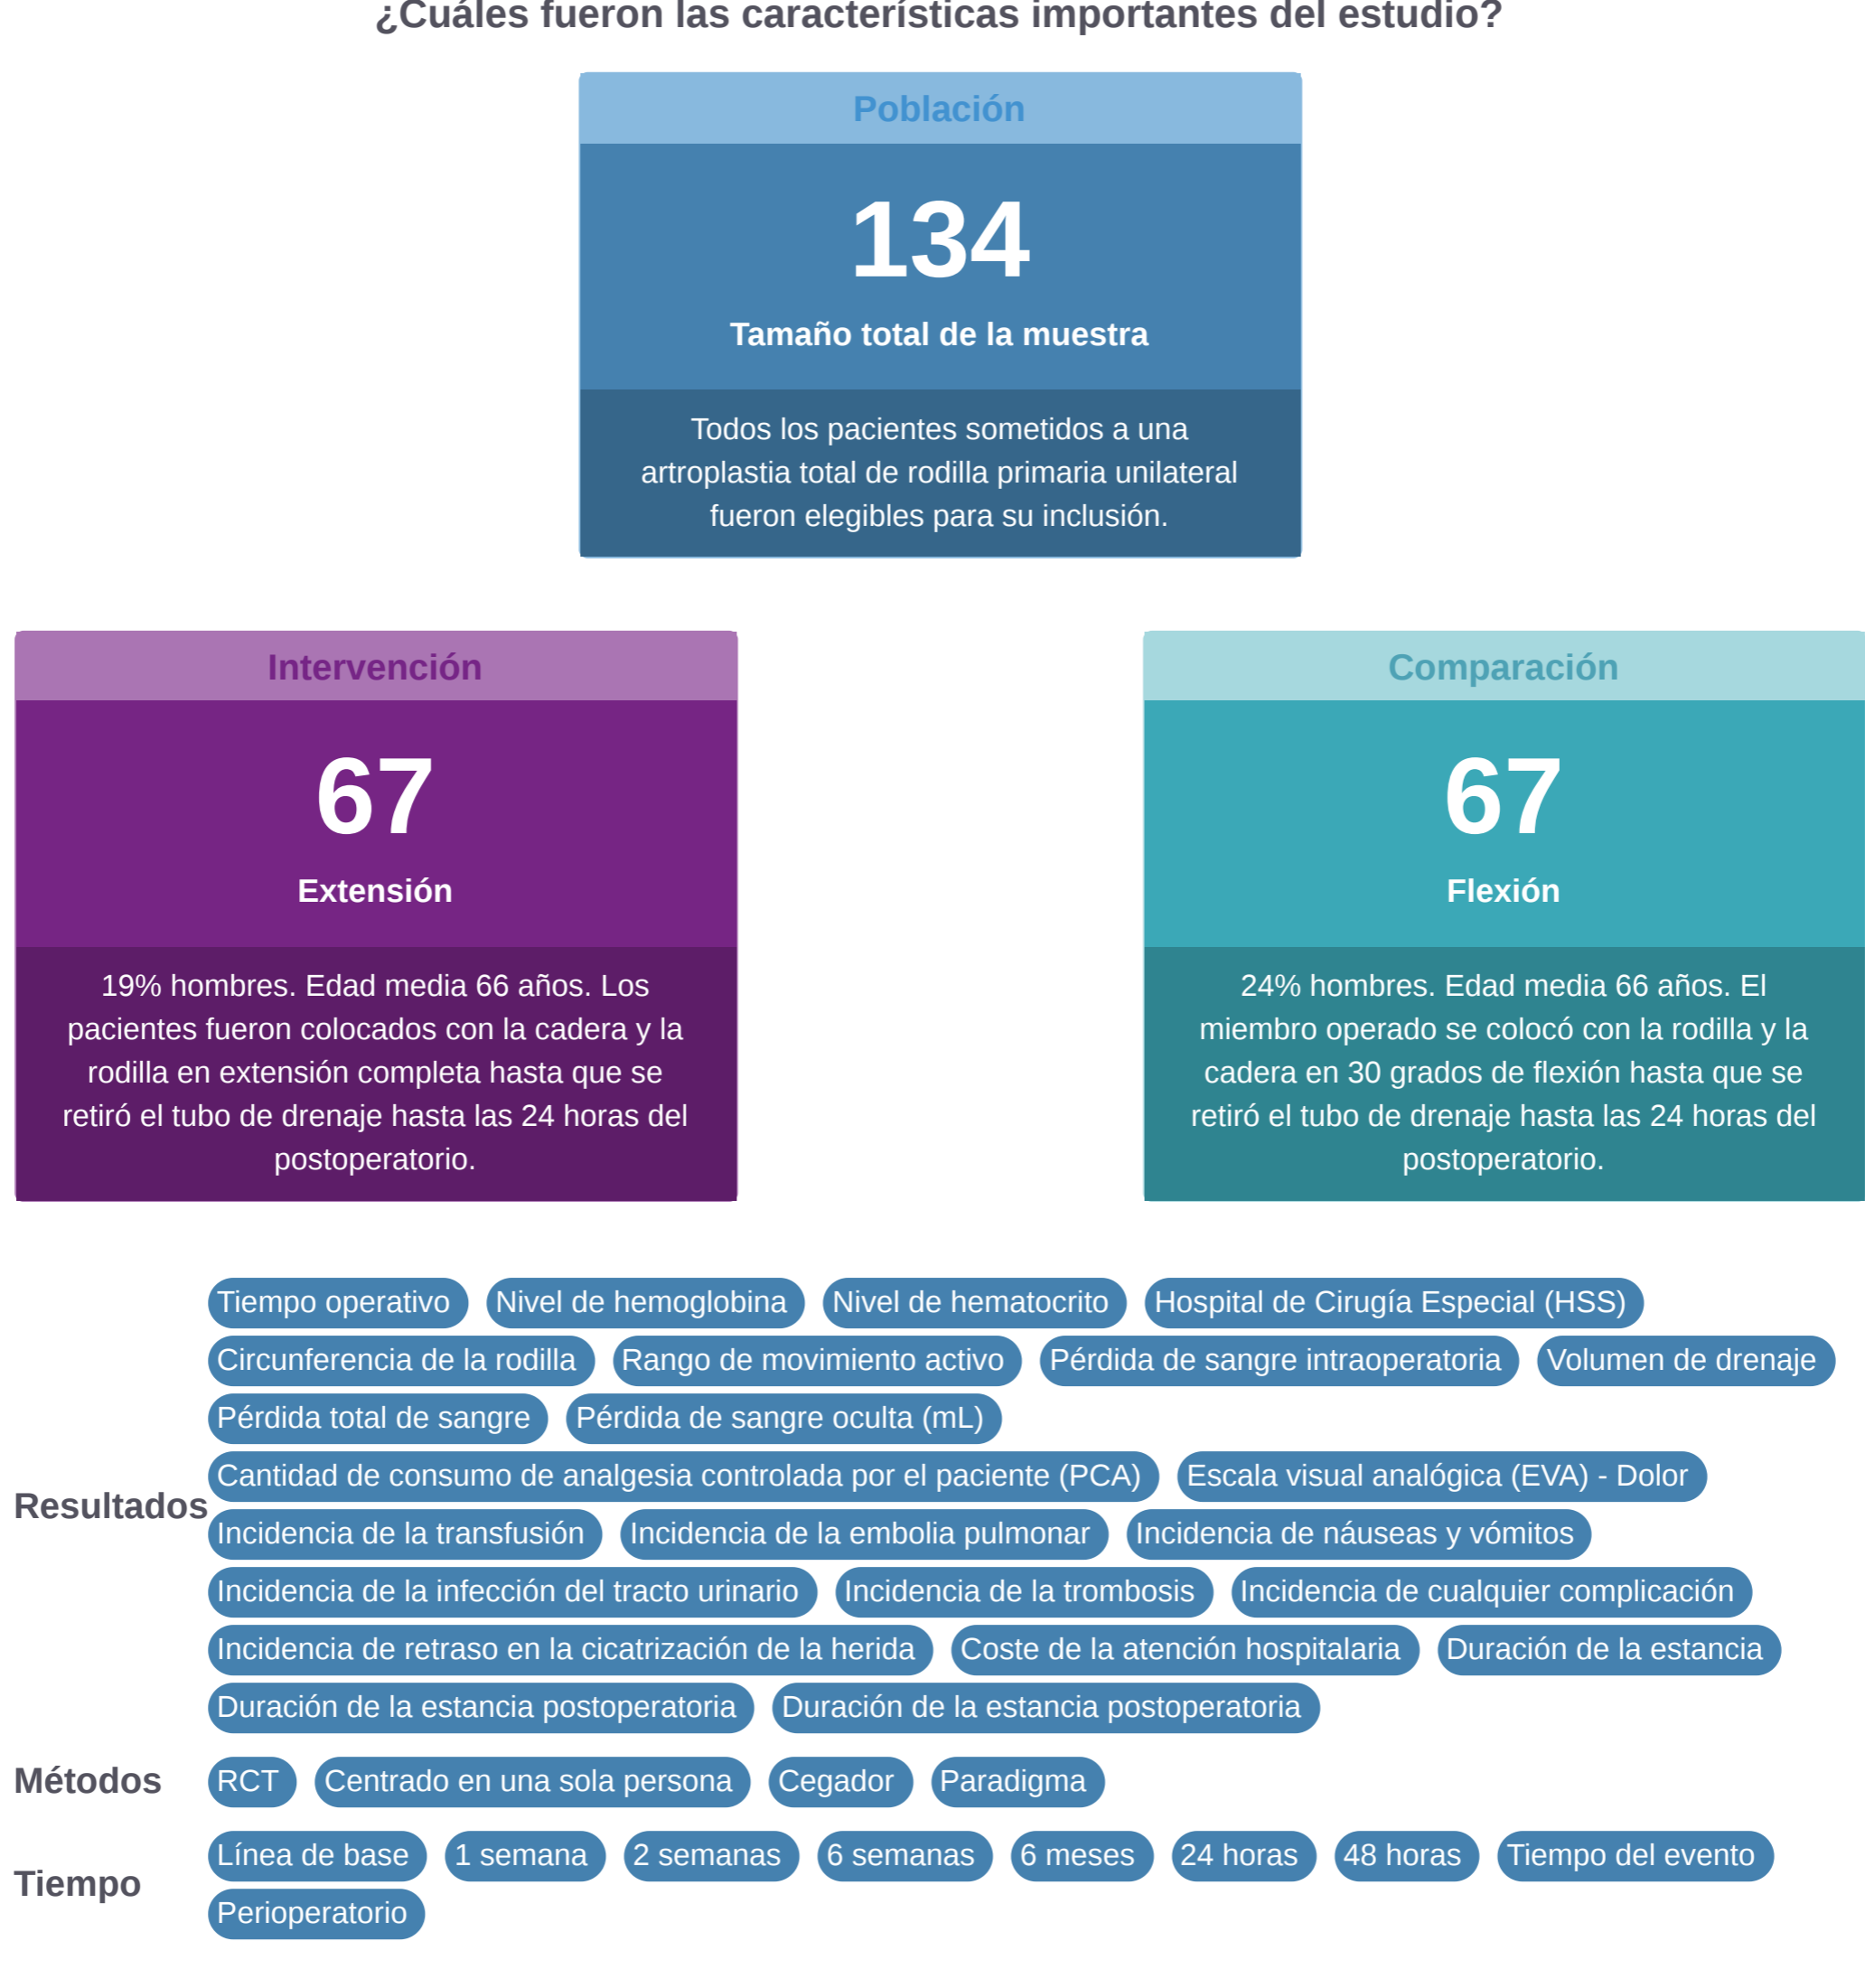 ¿Cuáles fueron las características importantes del estudio?
Población
134
Tamaño total de la muestra
Todos los pacientes sometidos a una
artroplastia total de rodilla primaria unilateral
fueron elegibles para su inclusión.
Intervención
67
Extensión
19% hombres. Edad media 66 años. Los
pacientes fueron colocados con la cadera y la
rodilla en extensión completa hasta que se
retiró el tubo de drenaje hasta las 24 horas del
postoperatorio.
Comparación
67
Flexión
24% hombres. Edad media 66 años. El
miembro operado se colocó con la rodilla y la
cadera en 30 grados de flexión hasta que se
retiró el tubo de drenaje hasta las 24 horas del
postoperatorio.
Resultados
Tiempo operativo Nivel de hemoglobina Nivel de hematocrito Hospital de Cirugía Especial (HSS)
Circunferencia de la rodilla Rango de movimiento activo Pérdida de sangre intraoperatoria Volumen de drenaje
Pérdida total de sangre Pérdida de sangre oculta (mL)
Cantidad de consumo de analgesia controlada por el paciente (PCA) Escala visual analógica (EVA) - Dolor
Incidencia de la transfusión Incidencia de la embolia pulmonar Incidencia de náuseas y vómitos
Incidencia de la infección del tracto urinario Incidencia de la trombosis Incidencia de cualquier complicación
Incidencia de retraso en la cicatrización de la herida Coste de la atención hospitalaria Duración de la estancia
Duración de la estancia postoperatoria Duración de la estancia postoperatoria
Métodos
RCT Centrado en una sola persona Cegador Paradigma
Tiempo
Línea de base 1 semana 2 semanas 6 semanas 6 meses 24 horas 48 horas Tiempo del evento
Perioperatorio